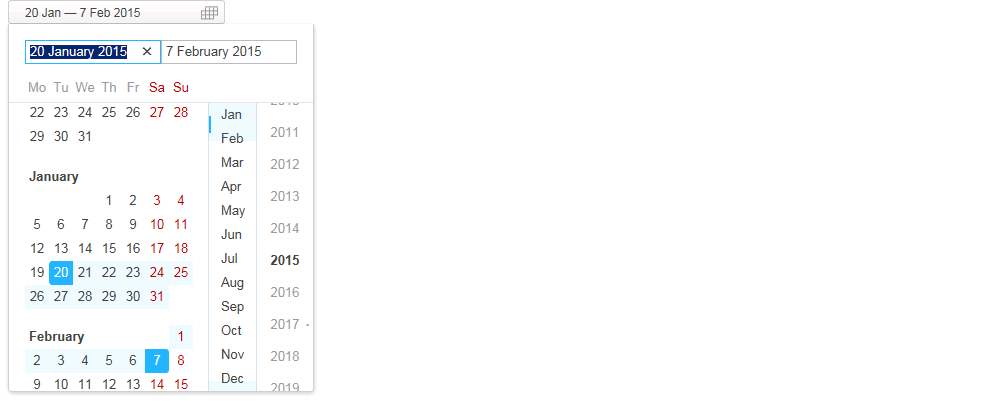 20 Jan — 7 Feb 2015
20 January 2015 ✕ 7 February 2015
Mo Tu We Th Fr Sa Su
22 23 24 25 26 27 28
29 30 31
January
1 2 3 4
5 6 7 8 9 10 11
12 13 14 15 16 17 18
19 20 21 22 23 24 25
26 27 28 29 30 31
February 1
2 3 4 5 6 7 8
9 10 11 12 13 14 15
Jan
Feb
Mar
Apr
May
Jun
Jul
Aug
Sep
Oct
Nov
Dec
2010
2011
2012
2013
2014
2015
2016
2017
2018
2019